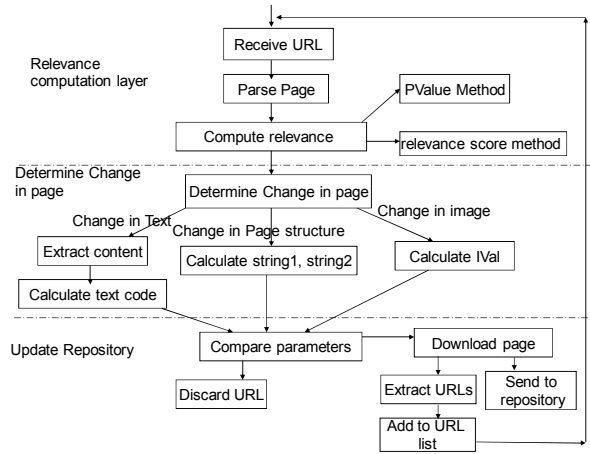 Receive URL
Relevance
computation layer
Parse Page
PValue Method
Compute relevance
relevance score method
Determine Change
in page
Determine Change in page
Change in Text
Change in Page structure
Change in image
Extract content
Calculate string1, string2
Calculate IVal
Calculate text code
Update Repository
Compare parameters
Download page
Discard URL
Extract URLs
Send to
repository
Add to URL
list